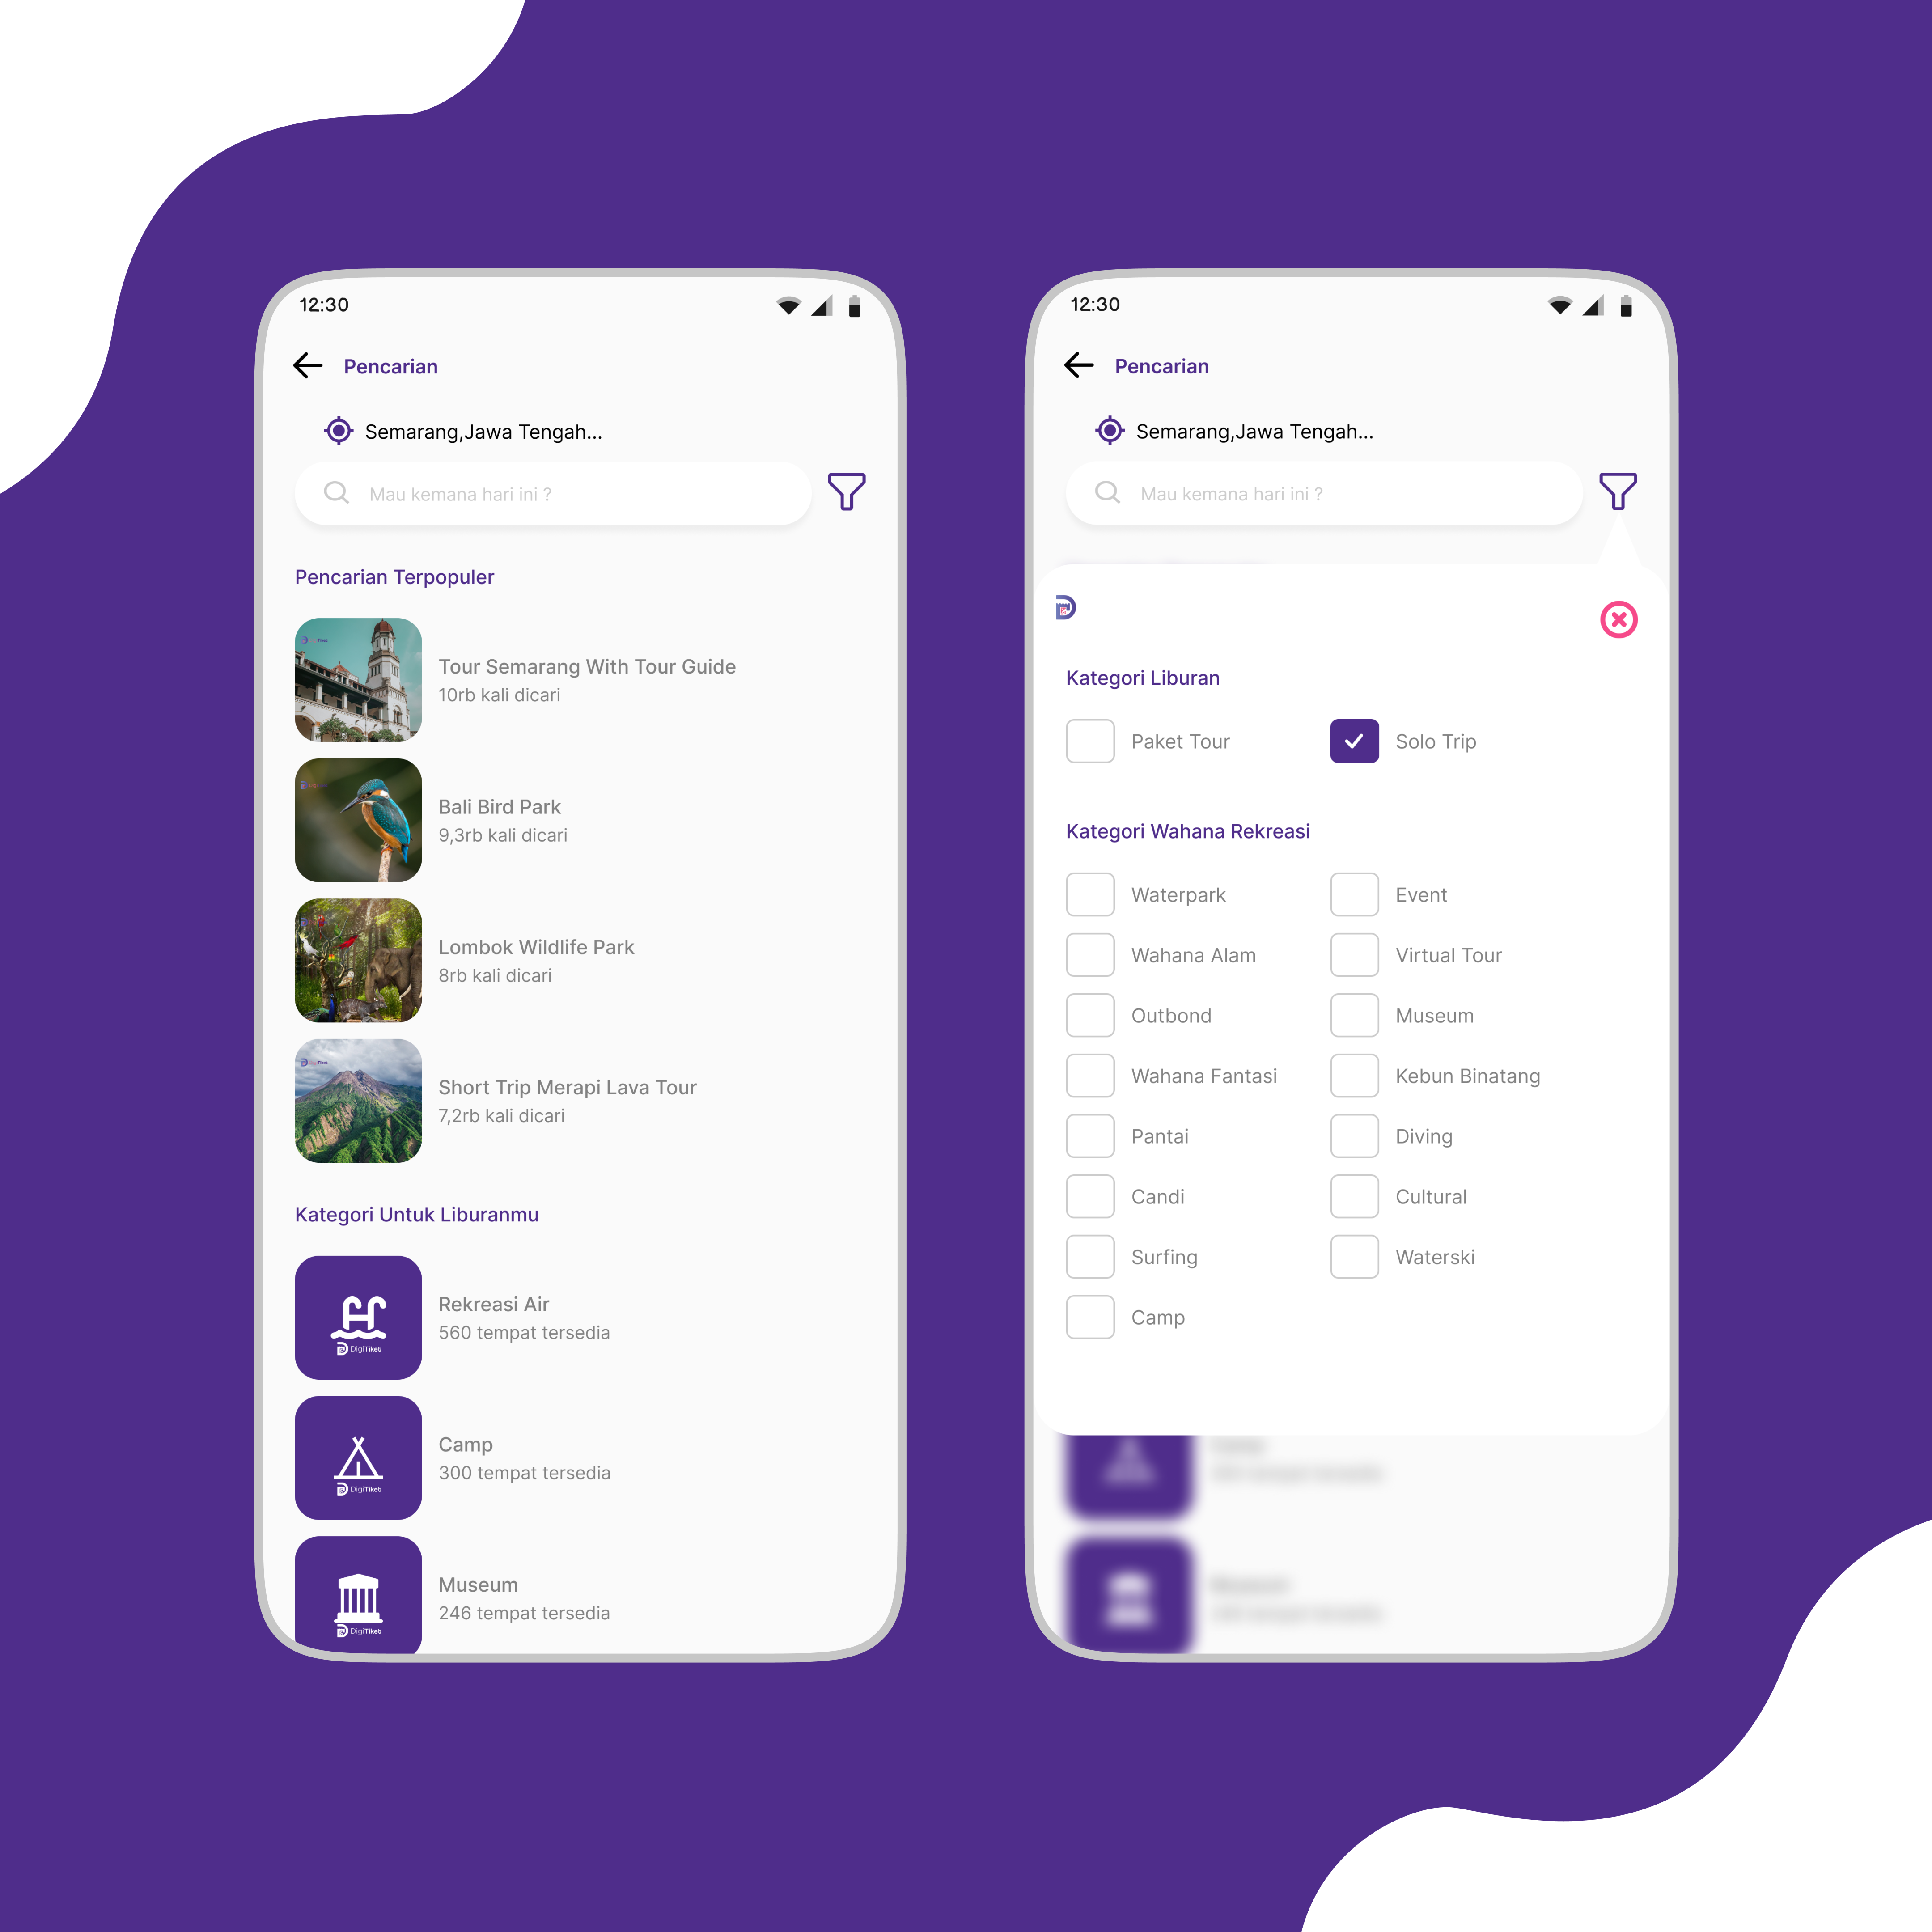 12:30
Pencarian
Semarang,Jawa Tengah...
Mau kemana hari ini ?
Pencarian Terpopuler
Tour Semarang With Tour Guide
10rb kali dicari
Bali Bird Park
9,3rb kali dicari
Lombok Wildlife Park
8rb kali dicari
Short Trip Merapi Lava Tour
7,2rb kali dicari
Kategori Untuk Liburanmu
Rekreasi Air
560 tempat tersedia
DigiTiket
Camp
300 tempat tersedia
DigiTiket
Museum
246 tempat tersedia
DigiTiket
12:30
Pencarian
Semarang,Jawa Tengah...
Mau kemana hari ini ?
Kategori Liburan
Paket Tour
Solo Trip
Kategori Wahana Rekreasi
Waterpark
Event
Wahana Alam
Virtual Tour
Outbond
Museum
Wahana Fantasi
Kebun Binatang
Pantai
Diving
Candi
Cultural
Surfing
Waterski
Camp